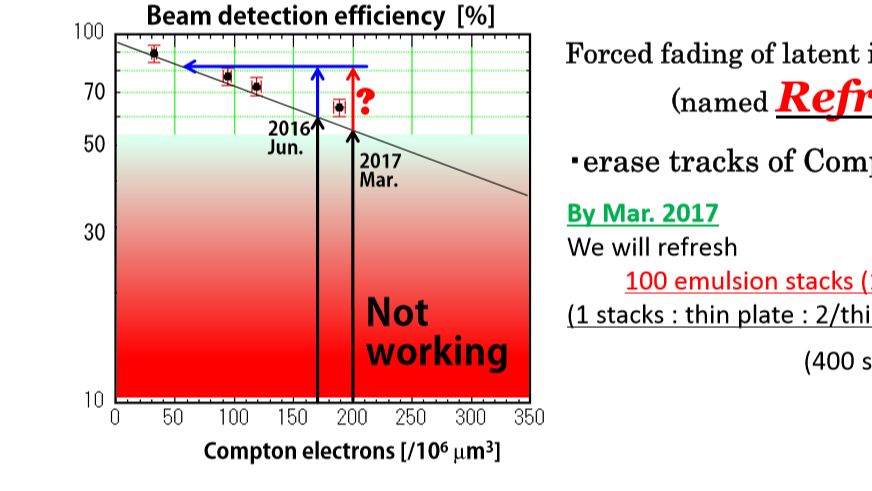 Beam detection efficiency [%]
100
70
50
30
10
0 50 100 150 200 250 300 350
Compton electrons [/10⁶ μm³]
2016
Jun.
?
2017
Mar.
Not
working
Forced fading of latent
(named Refr
・erase tracks of Com
By Mar. 2017
We will refresh
100 emulsion stacks (
(1 stacks : thin plate : 2/thi
(400 s